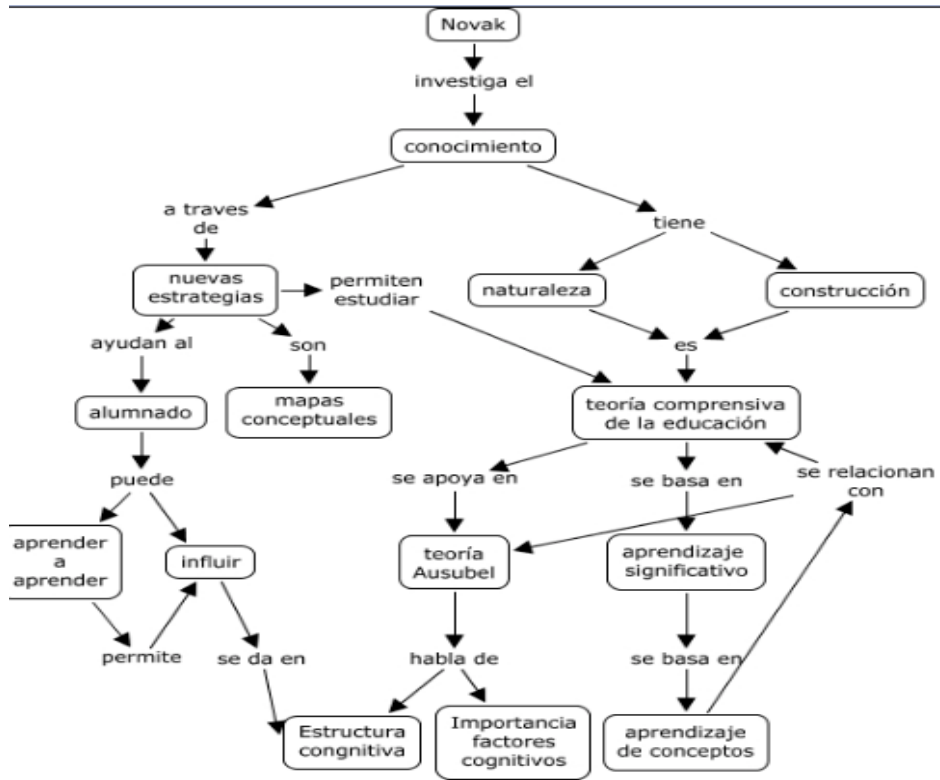 Novak
investiga el
conocimiento
a traves
de
tiene
nuevas
estrategias
permiten
estudiar
naturaleza
construcción
ayudan al
son
es
alumnado
mapas
conceptuales
teoría comprensiva
de la educación
puede
se apoya en
se basa en
se relacionan
con
aprender
a
aprender
influir
teoría
Ausubel
aprendizaje
significativo
permite
se da en
habla de
se basa en
Estructura
congnitiva
Importancia
factores
cognitivos
aprendizaje
de conceptos